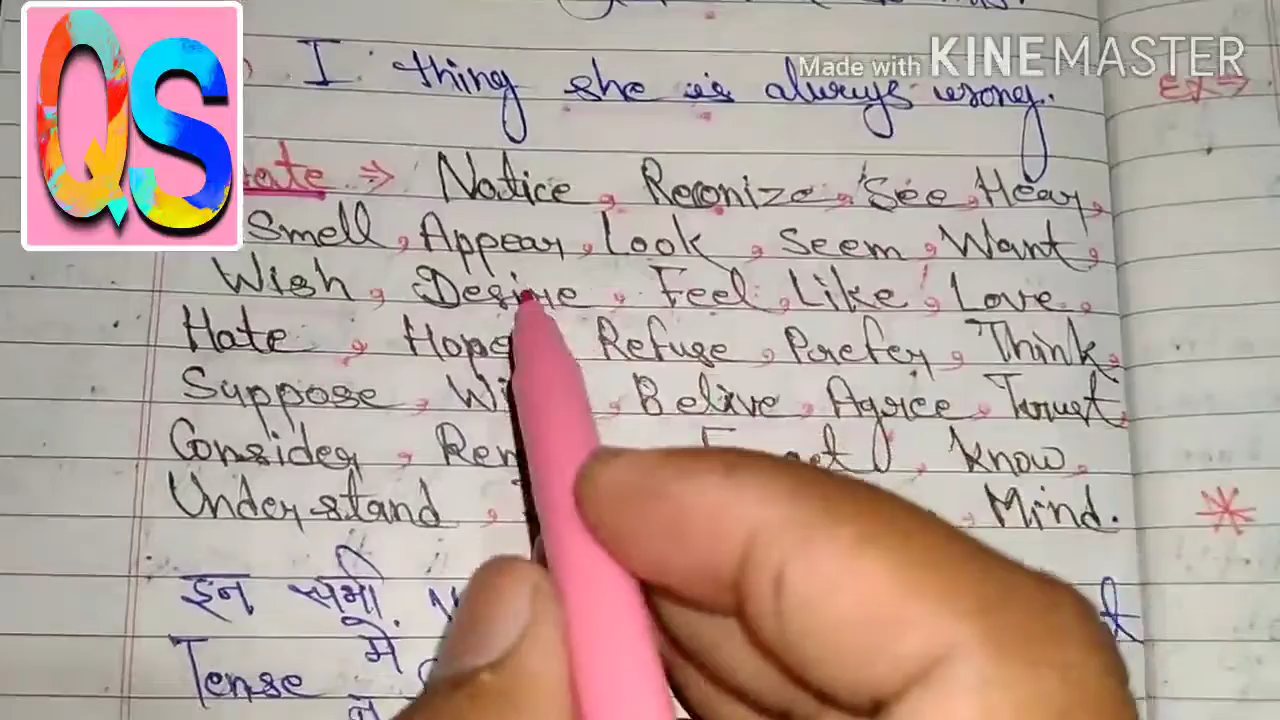 QS
Made with KINEMASTER
I thing she is always wrong.
Ex⇒
ate ⇒ Notice, Reconize, See, Hear,
Smell, Appear, Look, Seem, Want,
Wish, Desire, Feel, Like, Love,
Hate, Hope Refuse, Prefer, Think,
Suppose, Belive, Agree, Trust,
Consider, know,
Understand, Mind.
इन सभी
Tense में
न